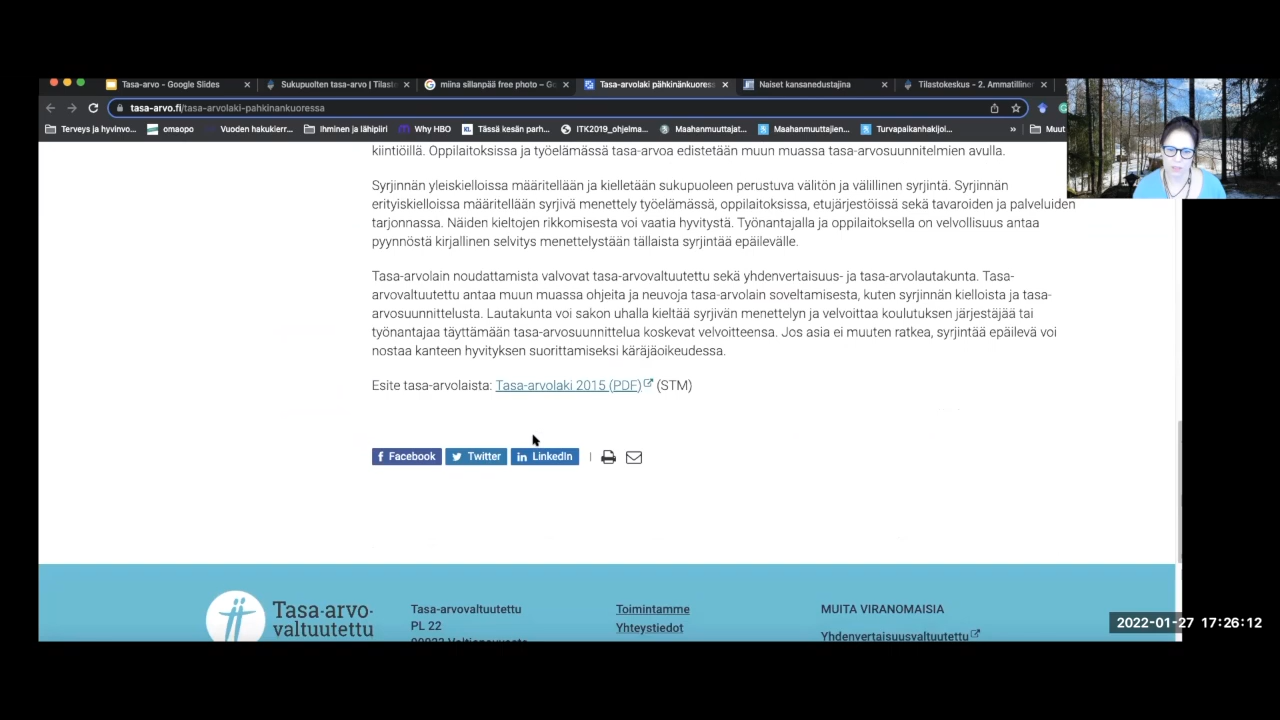 Tasa-arvo - Google Slides
Sukupuolten tasa-arvo | Tilast
miina sillanpää free photo – Go
Tasa-arvolaki pähkinänkuoress
Naiset kansanedustajina
Tilastokeskus - 2. Ammatilliner
tasa-arvo.fi/tasa-arvolaki-pahkinankuoressa
Terveys ja hyvinvo...
omaopo
Vuoden hakukierr...
Ihminen ja lähipiiri
Why HBO
Tässä kesän parh...
ITK2019_ohjelma...
Maahanmuuttajat...
Maahanmuuttajien...
Turvapaikanhakijoi...
»
Muut
kiintiöillä. Oppilaitoksissa ja työelämässä tasa-arvoa edistetään muun muassa tasa-arvosuunnitelmien avulla.
Syrjinnän yleiskielloissa määritellään ja kielletään sukupuoleen perustuva välitön ja välillinen syrjintä. Syrjinnän
erityiskielloissa määritellään syrjivä menettely työelämässä, oppilaitoksissa, etujärjestöissä sekä tavaroiden ja palveluiden
tarjonnassa. Näiden kieltojen rikkomisesta voi vaatia hyvitystä. Työnantajalla ja oppilaitoksella on velvollisuus antaa
pyynnöstä kirjallinen selvitys menettelystään tällaista syrjintää epäilevälle.
Tasa-arvolain noudattamista valvovat tasa-arvovaltuutettu sekä yhdenvertaisuus- ja tasa-arvolautakunta. Tasa-
arvovaltuutettu antaa muun muassa ohjeita ja neuvoja tasa-arvolain soveltamisesta, kuten syrjinnän kielloista ja tasa-
arvosuunnittelusta. Lautakunta voi sakon uhalla kieltää syrjivän menettelyn ja velvoittaa koulutuksen järjestäjää tai
työnantajaa täyttämään tasa-arvosuunnittelua koskevat velvoitteensa. Jos asia ei muuten ratkea, syrjintää epäilevä voi
nostaa kanteen hyvityksen suorittamiseksi käräjäoikeudessa.
Esite tasa-arvolaista: Tasa-arvolaki 2015 (PDF) (STM)
Facebook
Twitter
LinkedIn
|
Tasa-arvo-
valtuutettu
Tasa-arvovaltuutettu
PL 22
00023 Valtioneuvosto
Toimintamme
Yhteystiedot
MUITA VIRANOMAISIA
Yhdenvertaisuusvaltuutettu
2022-01-27 17:26:12